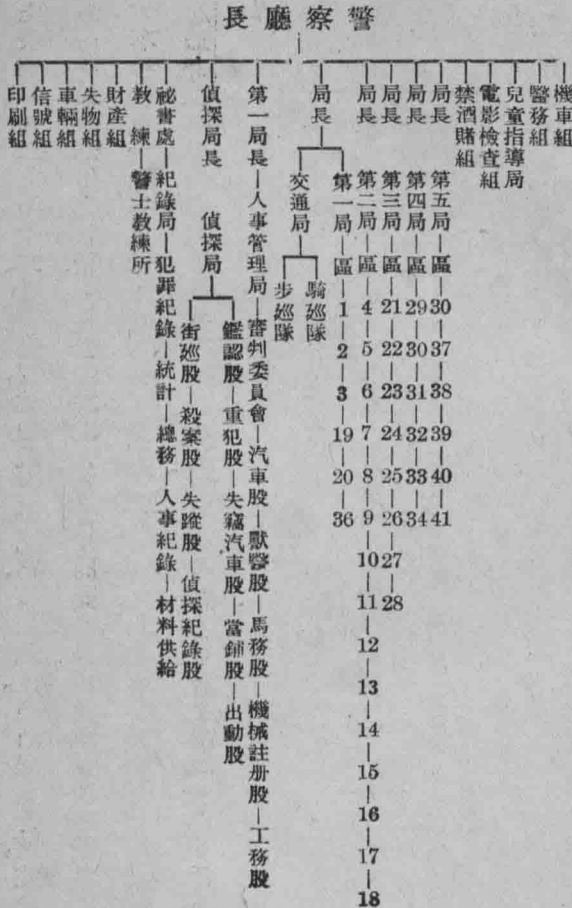 警察廳長
機車組
醫務組
兒童指導局
電影檢查組
禁酒賭組
局長 第五局—區—30—37—38—39—40—41
局長 第四局—區—29—30—31—32—33—34
局長 第三局—區—21—22—23—24—25—26—27—28
局長 第二局—區—4—5—6—7—8—9—10—11—12—13—14—15—16—17—18
局長 第一局—區—1—2—3—19—20—36
交通局
騎廵隊
步廵隊
第一局長—人事管理局—審判委員會—汽車股—獸醫股—馬務股—機械註册股—工務股
偵探局長 偵探局
鑑認股—重犯股—失竊汽車股—當鋪股—出動股
街廵股—殺案股—失蹤股—偵探紀錄股
祕書處—紀錄局—犯罪紀錄—統計—總務—人事紀錄—材料供給
教練—警士教練所
財產組
失物組
車輛組
信號組
印刷組